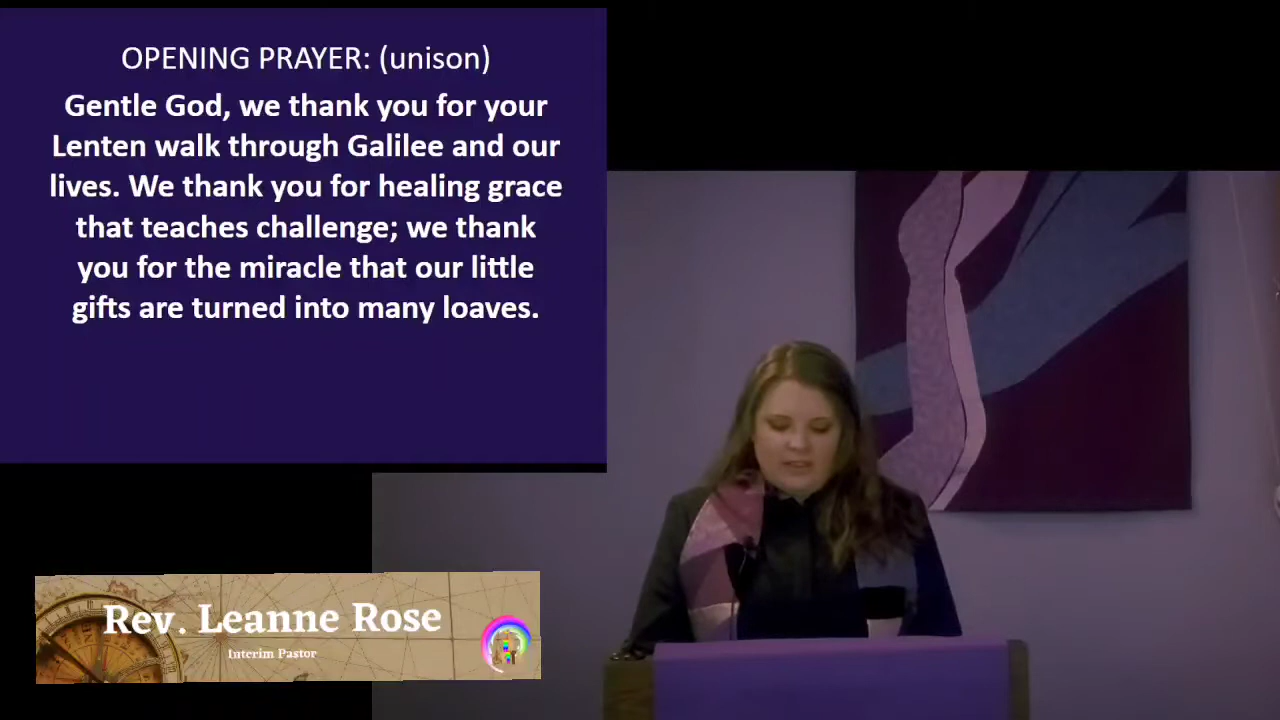 OPENING PRAYER: (unison)
Gentle God, we thank you for your
Lenten walk through Galilee and our
lives. We thank you for healing grace
that teaches challenge; we thank
you for the miracle that our little
gifts are turned into many loaves.
Rev. Leanne Rose
Interim Pastor